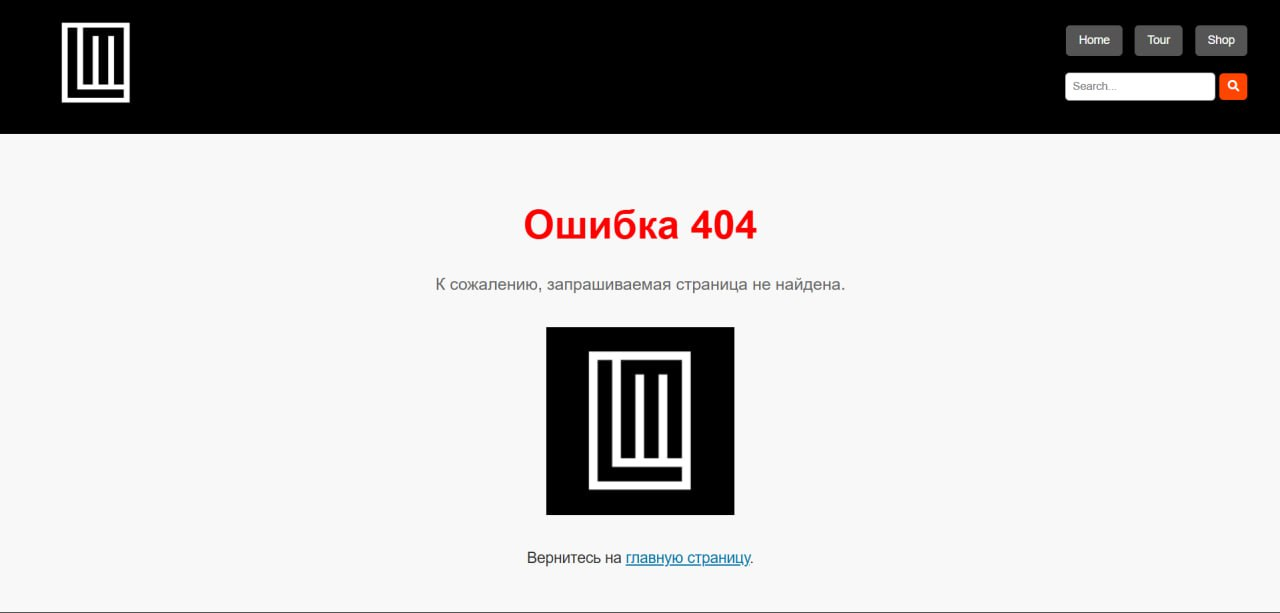 Home Tour Shop
Search...
Ошибка 404
К сожалению, запрашиваемая страница не найдена.
Вернитесь на главную страницу.